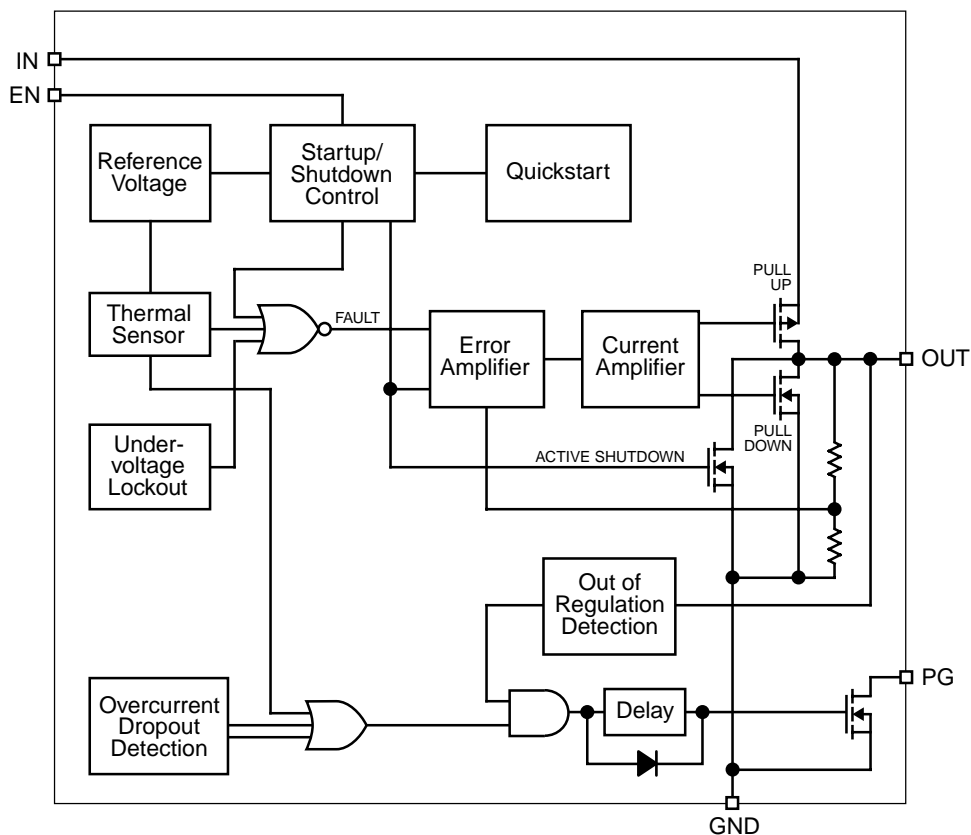 IN
EN
Reference
Voltage
Startup/
Shutdown
Control
Quickstart
PULL
UP
Thermal
Sensor
FAULT
Error
Amplifier
Current
Amplifier
OUT
PULL
DOWN
Under-
voltage
Lockout
ACTIVE SHUTDOWN
Out of
Regulation
Detection
PG
Overcurrent
Dropout
Detection
Delay
GND